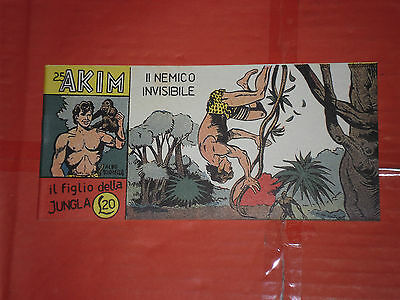 25 AKIM
il figlio della
JUNGLA
£20
Il NEMICO
INVISIBILE